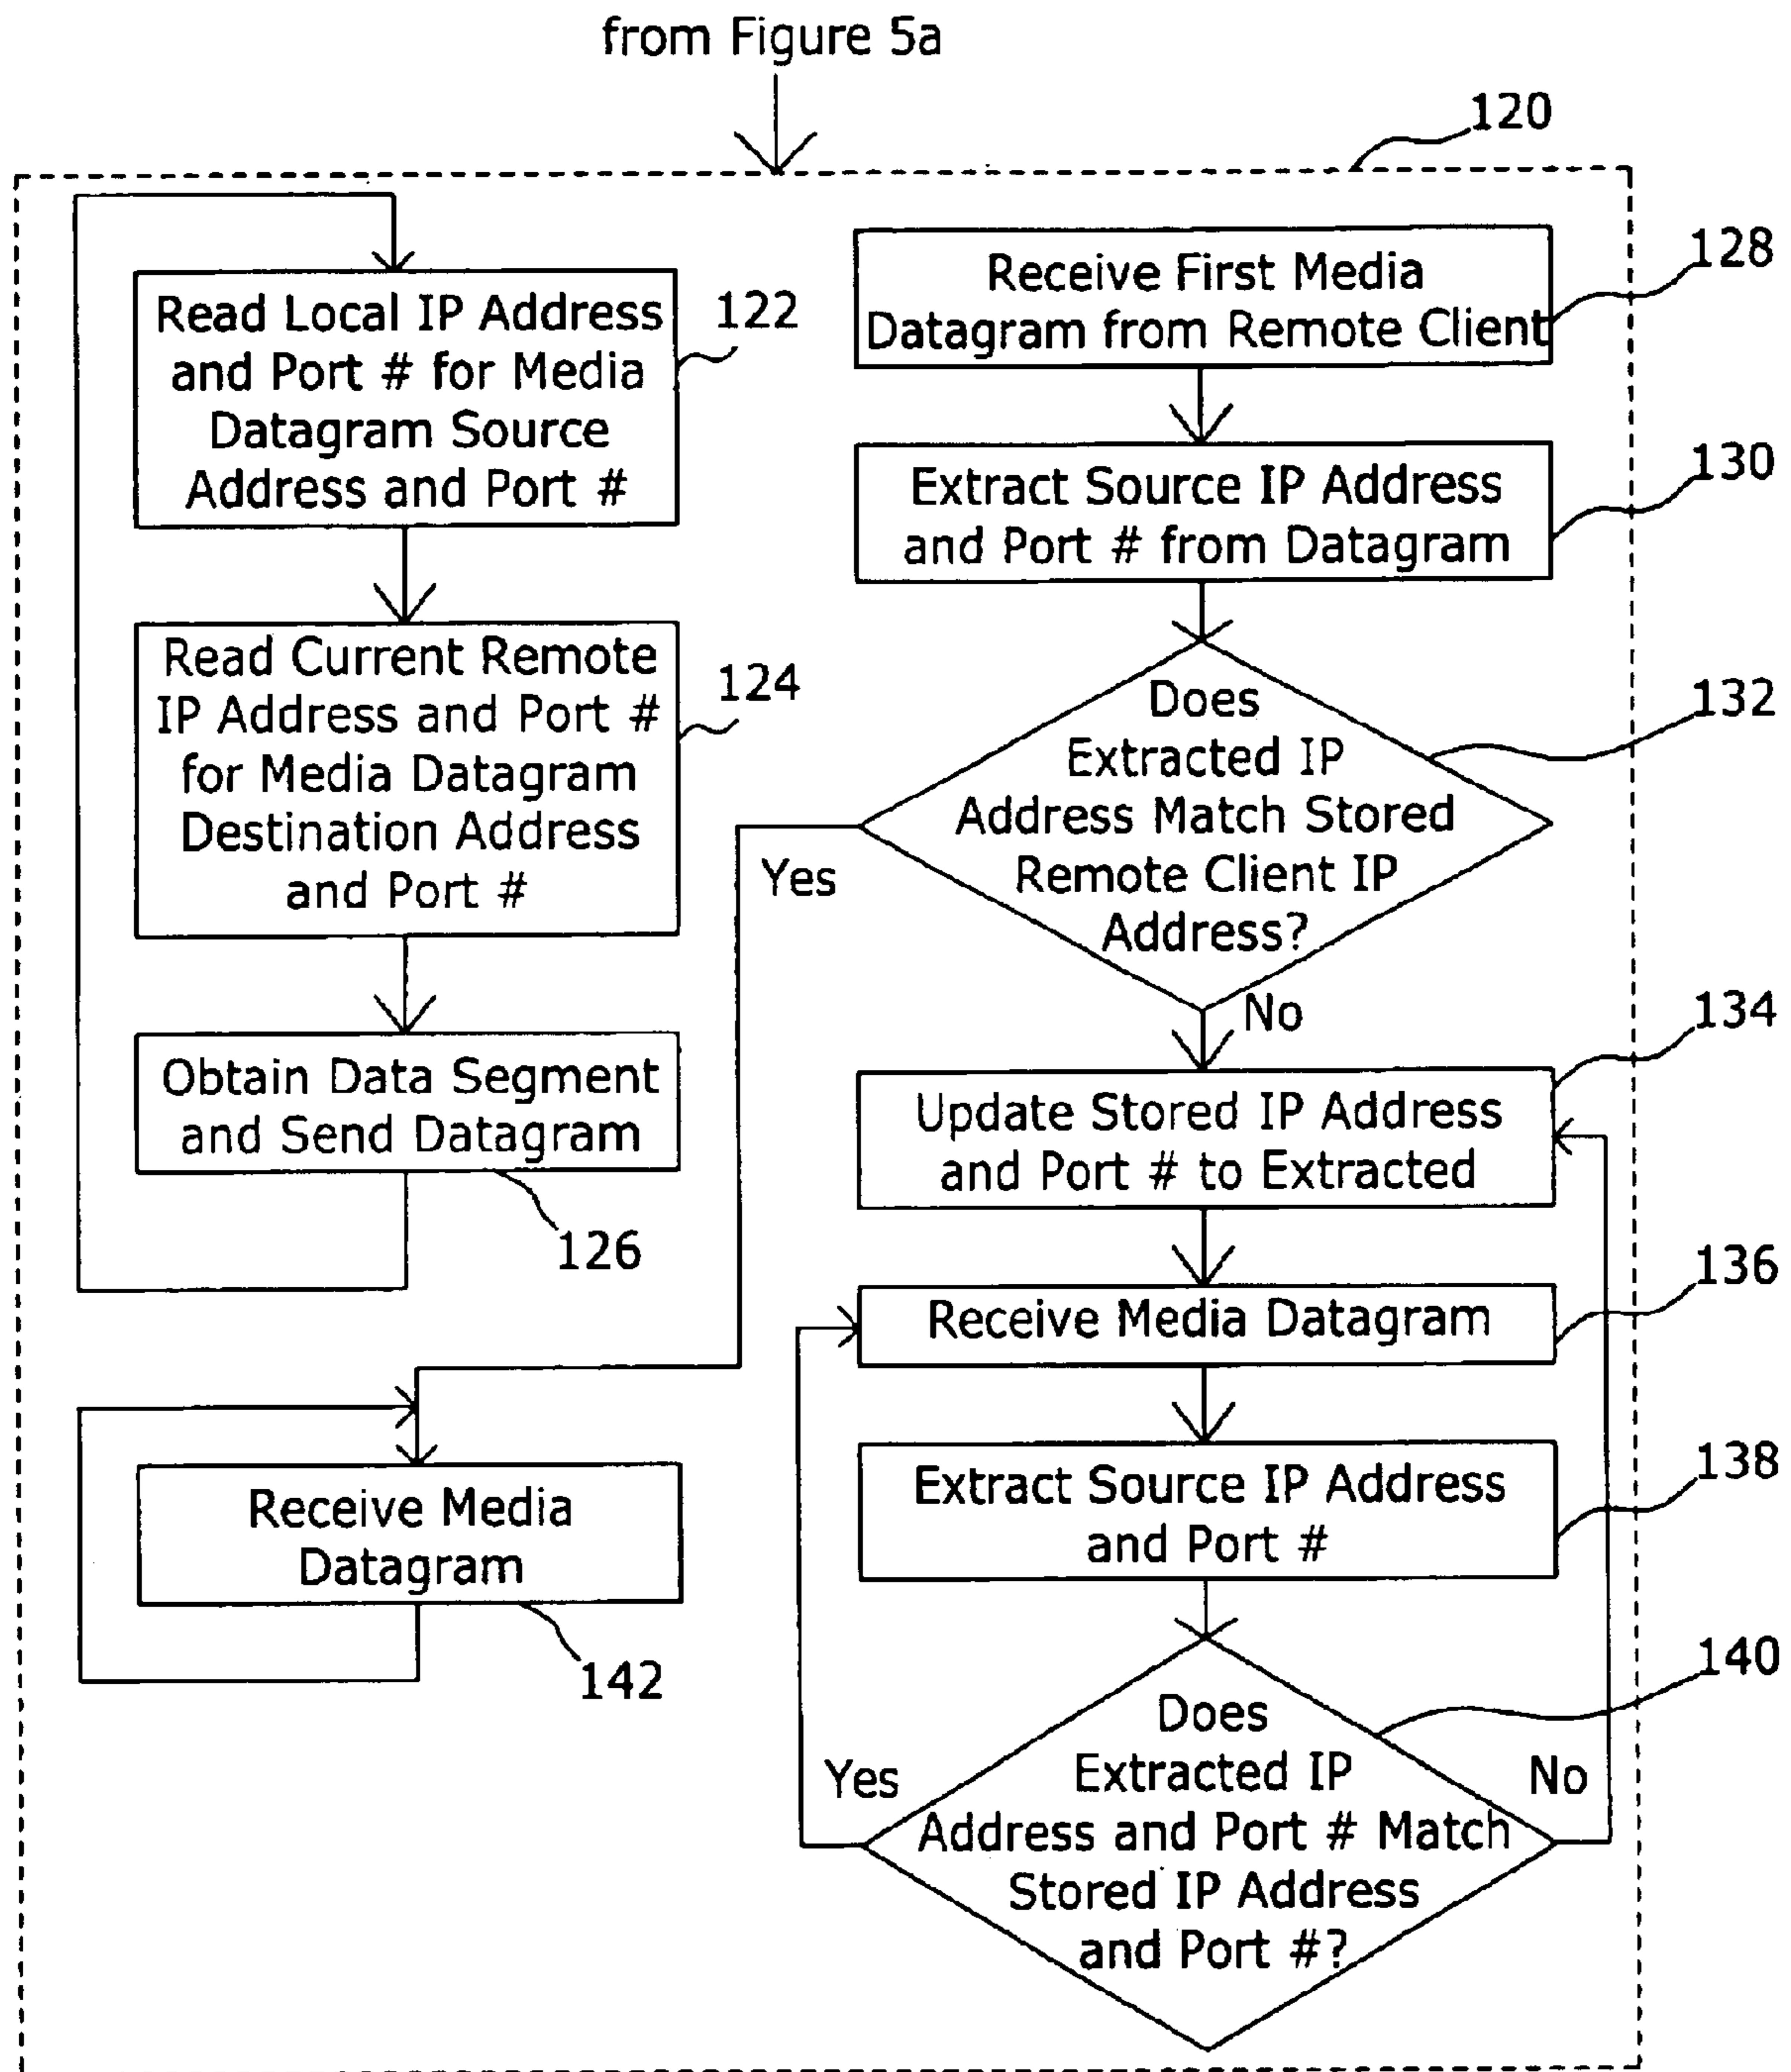 from Figure 5a
120
Read Local IP Address
and Port # for Media
Datagram Source
Address and Port #
122
Read Current Remote
IP Address and Port #
for Media Datagram
Destination Address
and Port #
124
Obtain Data Segment
and Send Datagram
126
Receive First Media
Datagram from Remote Client
128
Extract Source IP Address
and Port # from Datagram
130
Does
Extracted IP
Address Match Stored
Remote Client IP
Address?
132
Yes
No
Update Stored IP Address
and Port # to Extracted
134
Receive Media Datagram
136
Extract Source IP Address
and Port #
138
Does
Extracted IP
Address and Port # Match
Stored IP Address
and Port #?
140
Yes
No
Receive Media
Datagram
142